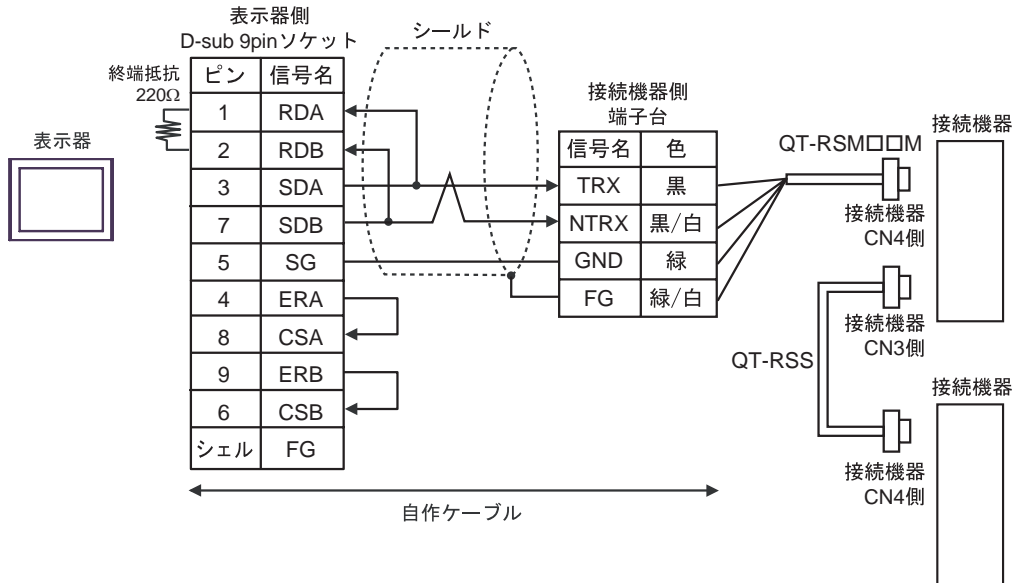 表示器側
D-sub 9pinソケット
シールド
終端抵抗
220Ω
ピン 信号名
1 RDA
2 RDB
3 SDA
7 SDB
5 SG
4 ERA
8 CSA
9 ERB
6 CSB
シェル FG
表示器
接続機器側
端子台
信号名 色
TRX 黒
NTRX 黒/白
GND 緑
FG 緑/白
QT-RSM□□M
接続機器
接続機器
CN4側
接続機器
CN3側
QT-RSS
接続機器
接続機器
CN4側
自作ケーブル